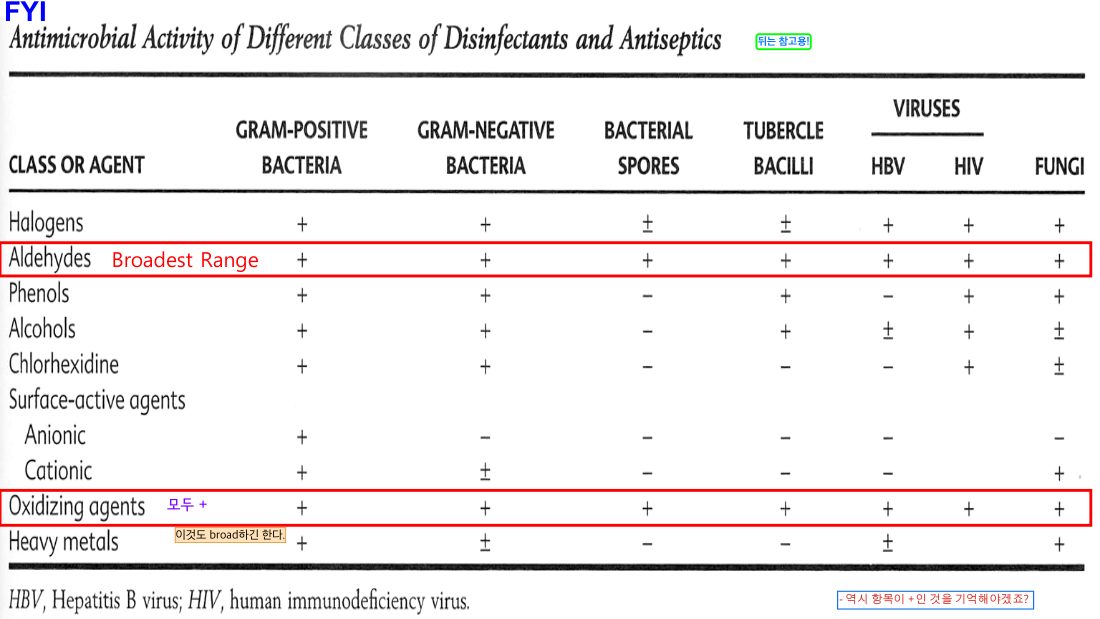 FYI
Antimicrobial Activity of Different Classes of Disinfectants and Antiseptics 뒤는 참고용!
VIRUSES
GRAM-POSITIVE GRAM-NEGATIVE BACTERIAL TUBERCLE
CLASS OR AGENT BACTERIA BACTERIA SPORES BACILLI HBV HIV FUNGI
Halogens + + ± ± + + +
Aldehydes Broadest Range + + + + + + +
Phenols + + − + − + +
Alcohols + + − + ± + ±
Chlorhexidine + + − − − + ±
Surface-active agents
Anionic + − − − − −
Cationic + ± − − − +
Oxidizing agents 모두 + + + + + + + +
이것도 broad하긴 한다.
Heavy metals + ± − − ± +
HBV, Hepatitis B virus; HIV, human immunodeficiency virus.
- 역시 항목이 +인 것을 기억해야겠죠?